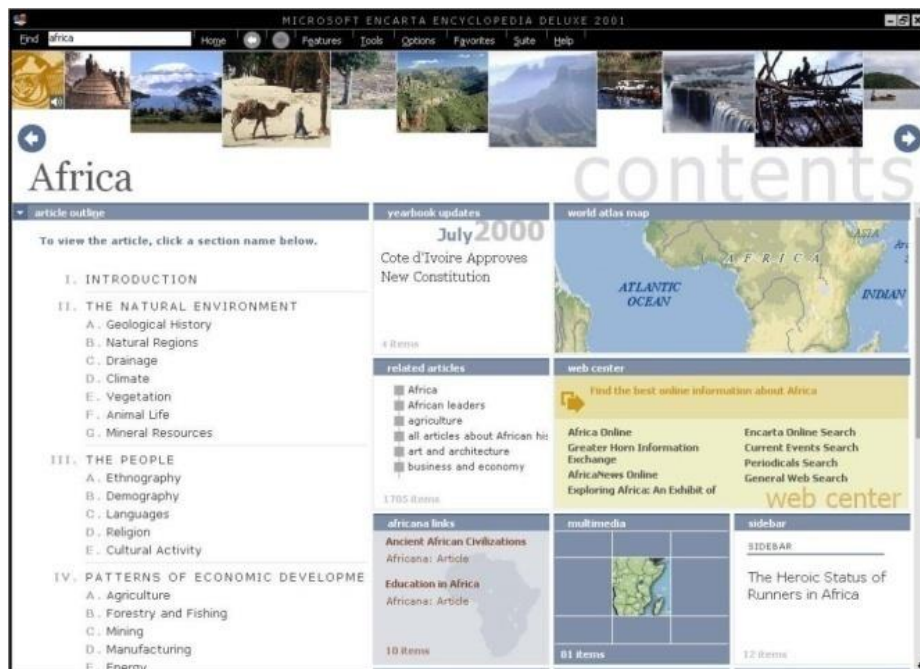 MICROSOFT ENCARTA ENCYCLOPEDIA DELUXE 2001
Find africa Home Features Tools Options Favorites Suite Help
contents
Africa
article outline
To view the article, click a section name below.
I. INTRODUCTION
II. THE NATURAL ENVIRONMENT
A. Geological History
B. Natural Regions
C. Drainage
D. Climate
E. Vegetation
F. Animal Life
G. Mineral Resources
III. THE PEOPLE
A. Ethnography
B. Demography
C. Languages
D. Religion
E. Cultural Activity
IV. PATTERNS OF ECONOMIC DEVELOPME
A. Agriculture
B. Forestry and Fishing
C. Mining
D. Manufacturing
E. Energy
yearbook updates
July 2000
Cote d'Ivoire Approves
New Constitution
4 items
world atlas map
ASIA
AFRICA
ATLANTIC
OCEAN
INDIAN
related articles
Africa
African leaders
agriculture
all articles about African his
art and architecture
business and economy
1705 items
web center
Find the best online information about Africa
Africa Online
Greater Horn Information
Exchange
AfricaNews Online
Exploring Africa: An Exhibit of
Encarta Online Search
Current Events Search
Periodicals Search
General Web Search
web center
africana links
Ancient African Civilizations
Africana: Article
Education in Africa
Africana: Article
10 items
multimedia
81 items
sidebar
SIDEBAR
The Heroic Status of
Runners in Africa
12 items